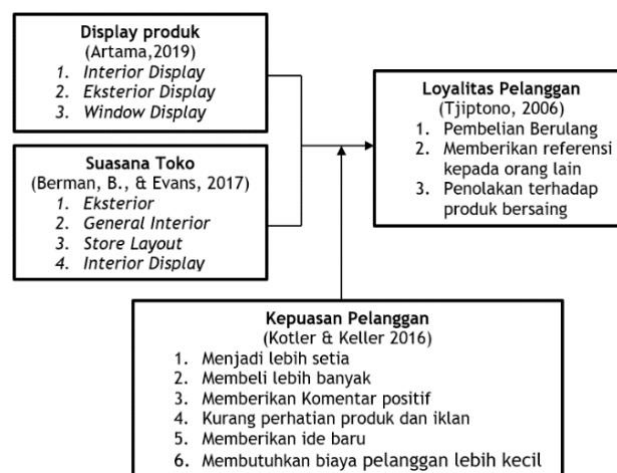 Display produk
(Artama,2019)
1. Interior Display
2. Eksterior Display
3. Window Display
Suasana Toko
(Berman, B., & Evans, 2017)
1. Eksterior
2. General Interior
3. Store Layout
4. Interior Display
Loyalitas Pelanggan
(Tjiptono, 2006)
1. Pembelian Berulang
2. Memberikan referensi
kepada orang lain
3. Penolakan terhadap
produk bersaing
Kepuasan Pelanggan
(Kotler & Keller 2016)
1. Menjadi lebih setia
2. Membeli lebih banyak
3. Memberikan Komentar positif
4. Kurang perhatian produk dan iklan
5. Memberikan ide baru
6. Membutuhkan biaya pelanggan lebih kecil